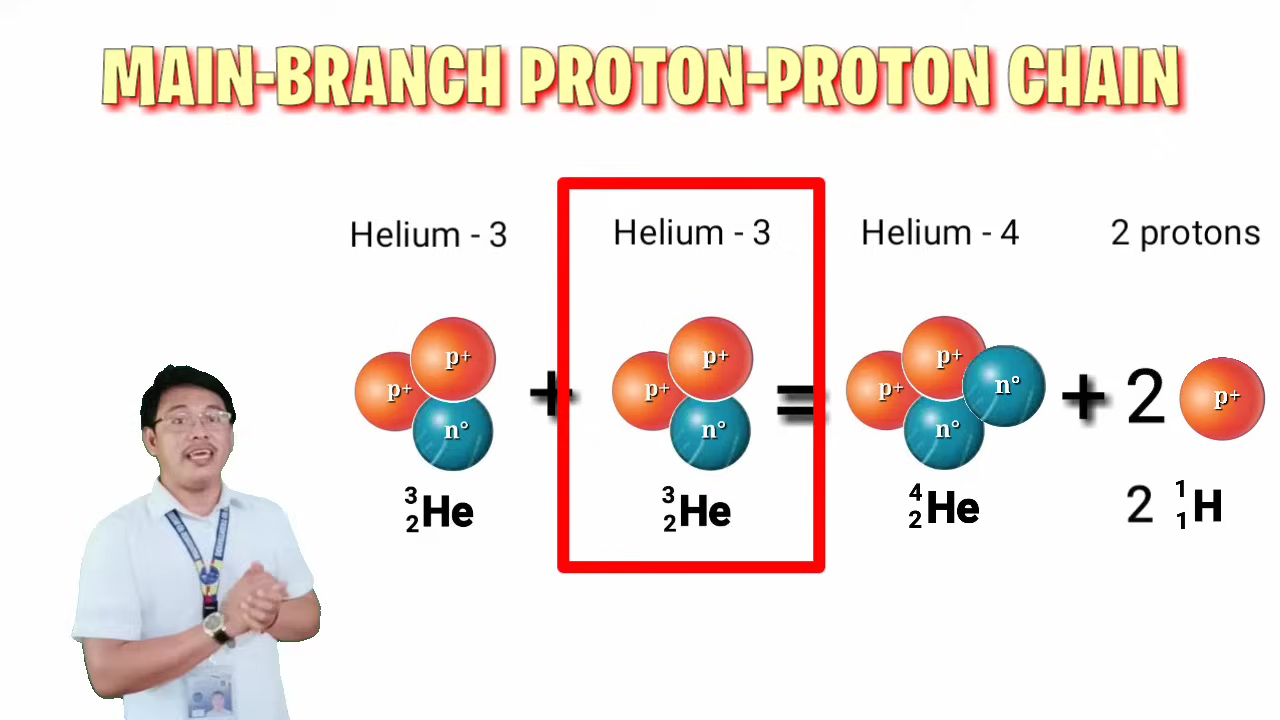 MAIN-BRANCH PROTON-PROTON CHAIN
Helium - 3 Helium - 3 Helium - 4 2 protons
p+ p+ n° + p+ p+ n° = p+ p+ n° n° + 2 p+
³₂He ³₂He ⁴₂He 2 ¹₁H